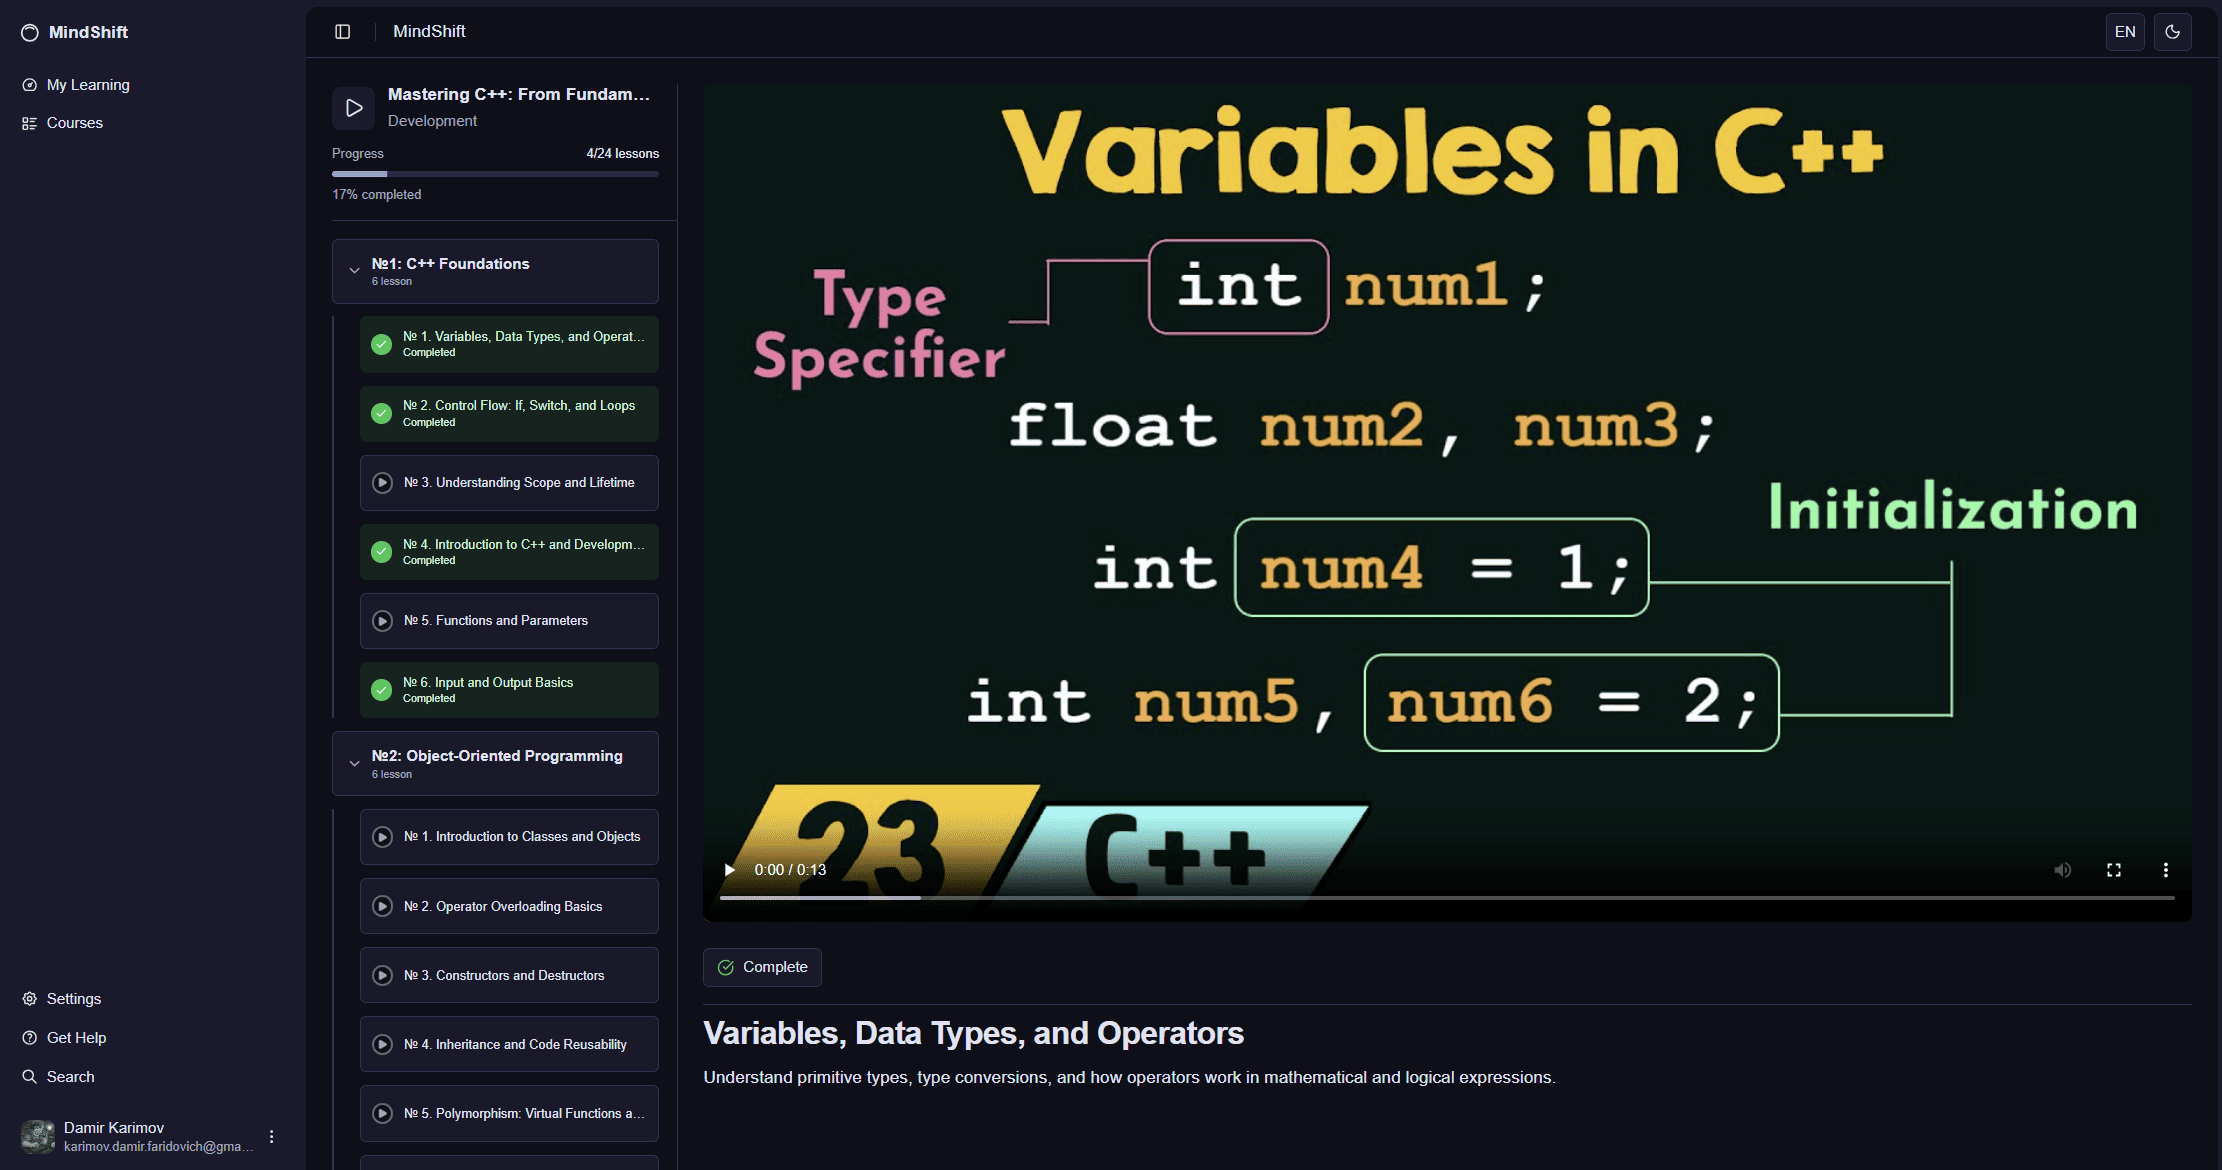 MindShift
My Learning
Courses
Settings
Get Help
Search
Damir Karimov
karimov.damir.faridovich@gma...
MindShift
EN
Mastering C++: From Fundam...
Development
Progress
4/24 lessons
17% completed
№1: C++ Foundations
6 lesson
№ 1. Variables, Data Types, and Operat...
Completed
№ 2. Control Flow: If, Switch, and Loops
Completed
№ 3. Understanding Scope and Lifetime
№ 4. Introduction to C++ and Developm...
Completed
№ 5. Functions and Parameters
№ 6. Input and Output Basics
Completed
№2: Object-Oriented Programming
6 lesson
№ 1. Introduction to Classes and Objects
№ 2. Operator Overloading Basics
№ 3. Constructors and Destructors
№ 4. Inheritance and Code Reusability
№ 5. Polymorphism: Virtual Functions a...
Variables in C++
Type
Specifier
int num1;
float num2, num3;
Initialization
int num4 = 1;
int num5, num6 = 2;
23 C++
0:00 / 0:13
Complete
Variables, Data Types, and Operators
Understand primitive types, type conversions, and how operators work in mathematical and logical expressions.